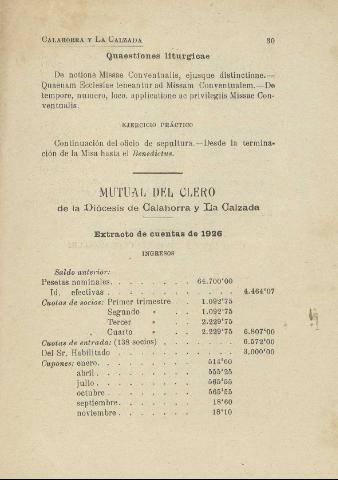 CALAHORRA Y LA CALZADA 30
Quaestiones liturgicae
De notione Missae Conventualis, ejusque distinctione.—
Quaenam Ecclesiae teneantur ad Missam Conventualem.—De
tempore, numero, loco, applicatione ac privilegiis Missae Con-
ventualis.
EJERCICIO PRÁCTICO
Continuación del oficio de sepultura.—Desde la termina-
ción de la Misa hasta el Benedictus.
MUTUAL DEL CLERO
de la Diócesis de Calahorra y La Calzada
Extracto de cuentas de 1926
INGRESOS
Saldo anterior:
Pesetas nominales. . . . . . . . . 64.700'00
Id. efectivas . . . . . . . . . . 4.464'07
Cuotas de socios: Primer trimestre . . 1.092'75
Segundo » . . 1.092'75
Tercer » . . 2.229'75
Cuarto » . . 2.229'75 6.807'00
Cuotas de entrada: (138 socios) . . . . 6.572'00
Del Sr. Habilitado . . . . . . . . 3.000'00
Cupones: enero. . . . . . . . . 514'60
abril . . . . . . . . 555'25
julio . . . . . . . . 565'55
octubre . . . . . . . 565'55
septiembre. . . . . . . 18'60
noviembre . . . . . . . 18'10